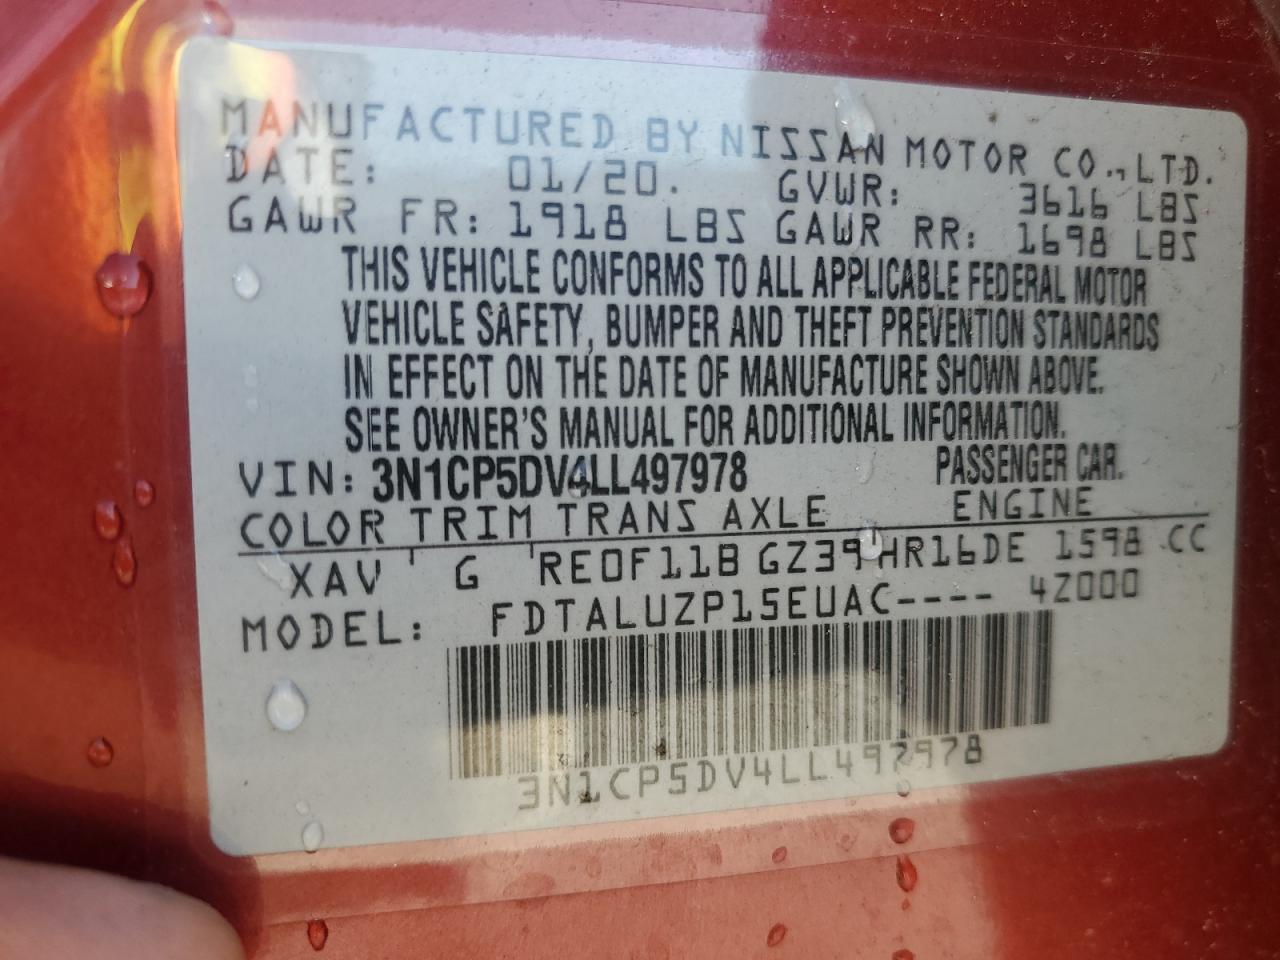 MANUFACTURED BY NISSAN MOTOR CO.,LTD.
DATE: 01/20. GVWR: 3616 LBS
GAWR FR: 1918 LBS GAWR RR: 1698 LBS
THIS VEHICLE CONFORMS TO ALL APPLICABLE FEDERAL MOTOR
VEHICLE SAFETY, BUMPER AND THEFT PREVENTION STANDARDS
IN EFFECT ON THE DATE OF MANUFACTURE SHOWN ABOVE.
SEE OWNER'S MANUAL FOR ADDITIONAL INFORMATION.
VIN: 3N1CP5DV4LL497978 PASSENGER CAR.
COLOR TRIM TRANS AXLE ENGINE
XAV ' G 'RE0F11B GZ39'HR16DE 1598 CC
MODEL: FDTALUZP15EUAC---- 4Z000
3N1CP5DV4LL497978